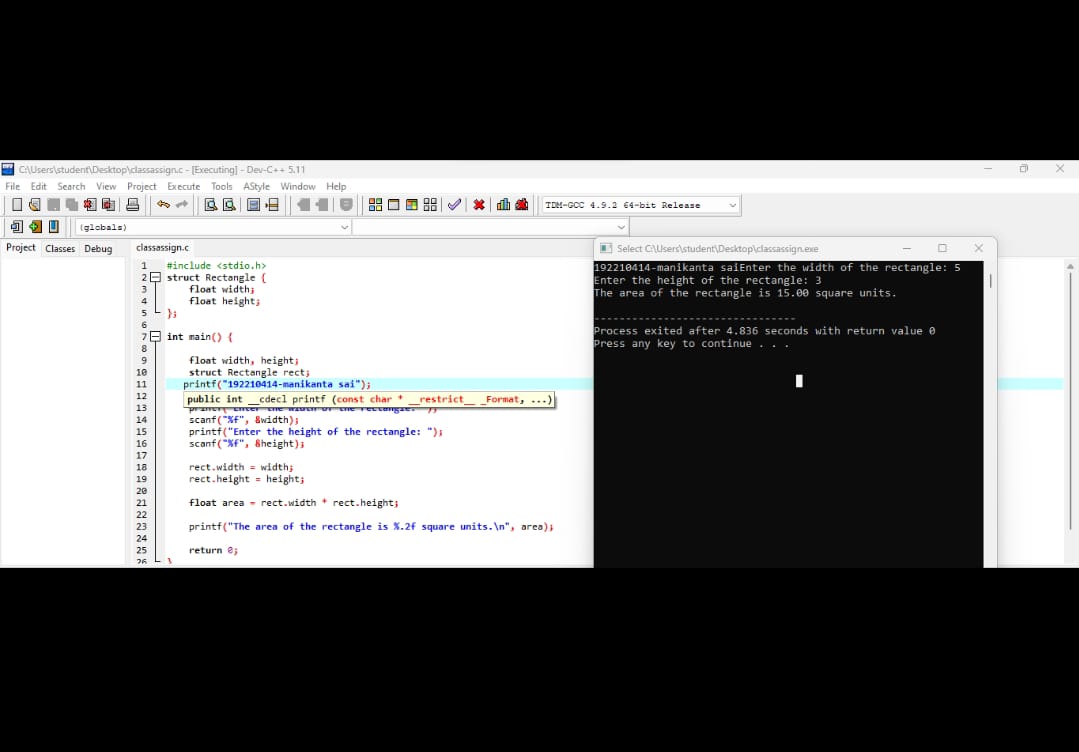 C:\Users\student\Desktop\classassign.c - [Executing] - Dev-C++ 5.11
File Edit Search View Project Execute Tools AStyle Window Help
TDM-GCC 4.9.2 64-bit Release
(globals)
Project Classes Debug
classassign.c
1 #include <stdio.h>
2 struct Rectangle {
3 float width;
4 float height;
5 };
6
7 int main() {
8
9 float width, height;
10 struct Rectangle rect;
11 printf("192210414-manikanta sai");
12 public int __cdecl printf (const char * __restrict__ _Format, ...)
13 printf("Enter the width of the rectangle: ");
14 scanf("%f", &width);
15 printf("Enter the height of the rectangle: ");
16 scanf("%f", &height);
17
18 rect.width = width;
19 rect.height = height;
20
21 float area = rect.width * rect.height;
22
23 printf("The area of the rectangle is %.2f square units.\n", area);
24
25 return 0;
26 }
Select C:\Users\student\Desktop\classassign.exe
192210414-manikanta saiEnter the width of the rectangle: 5
Enter the height of the rectangle: 3
The area of the rectangle is 15.00 square units.
--------------------------------
Process exited after 4.836 seconds with return value 0
Press any key to continue . . .